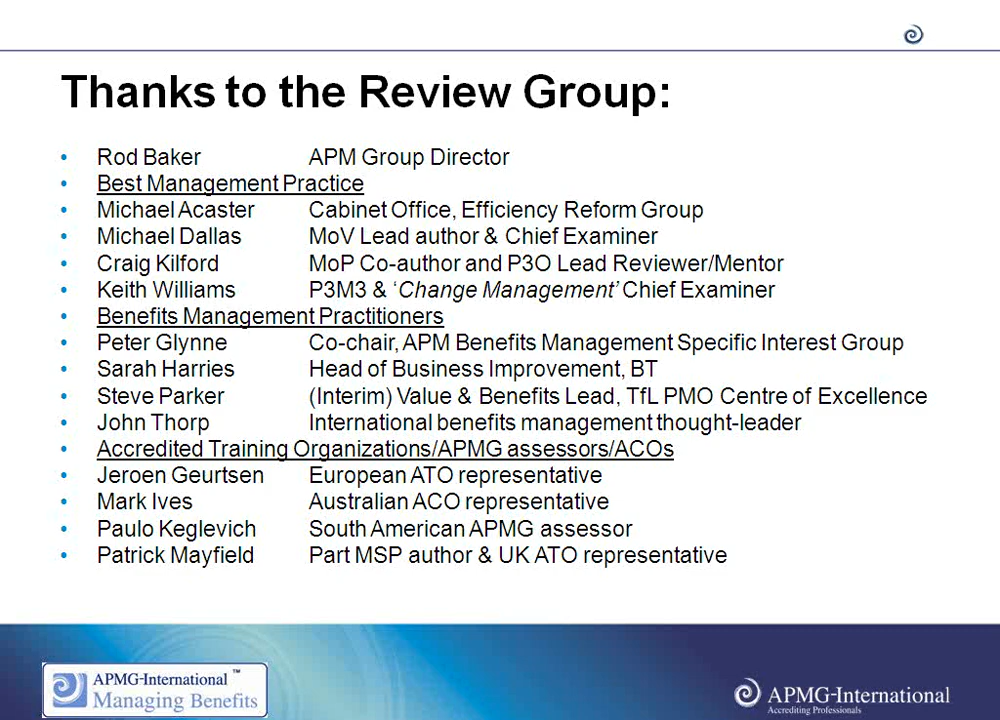 Thanks to the Review Group:
• Rod Baker APM Group Director
• Best Management Practice
• Michael Acaster Cabinet Office, Efficiency Reform Group
• Michael Dallas MoV Lead author & Chief Examiner
• Craig Kilford MoP Co-author and P3O Lead Reviewer/Mentor
• Keith Williams P3M3 & ‘Change Management’ Chief Examiner
• Benefits Management Practitioners
• Peter Glynne Co-chair, APM Benefits Management Specific Interest Group
• Sarah Harries Head of Business Improvement, BT
• Steve Parker (Interim) Value & Benefits Lead, TfL PMO Centre of Excellence
• John Thorp International benefits management thought-leader
• Accredited Training Organizations/APMG assessors/ACOs
• Jeroen Geurtsen European ATO representative
• Mark Ives Australian ACO representative
• Paulo Keglevich South American APMG assessor
• Patrick Mayfield Part MSP author & UK ATO representative
APMG-International™
Managing Benefits
APMG-International
Accrediting Professionals